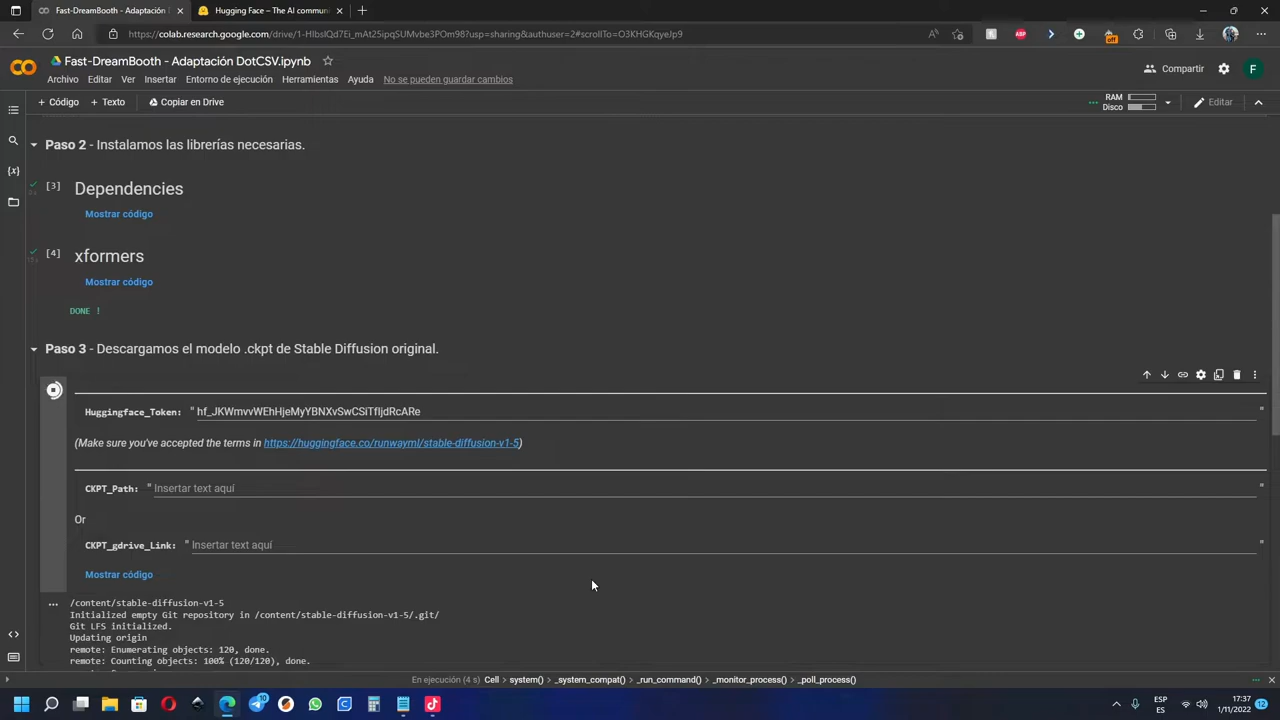 Fast-DreamBooth - Adaptación
Hugging Face – The AI communi
https://colab.research.google.com/drive/1-HlbsIQd7Ei_mAt25ipqSUMvbe3POm98?usp=sharing&authuser=2#scrollTo=O3KHGKqyeJp9
ABP
off
Fast-DreamBooth - Adaptación DotCSV.ipynb
Compartir
F
Archivo Editar Ver Insertar Entorno de ejecución Herramientas Ayuda No se pueden guardar cambios
+ Código + Texto Copiar en Drive
RAM
Disco
Editar
Paso 2 - Instalamos las librerías necesarias.
[3] Dependencies
Mostrar código
[4] xformers
Mostrar código
DONE !
Paso 3 - Descargamos el modelo .ckpt de Stable Diffusion original.
Huggingface_Token: " 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 "
(Make sure you've accepted the terms in https://huggingface.co/runwayml/stable-diffusion-v1-5)
CKPT_Path: " Insertar text aquí "
Or
CKPT_gdrive_Link: " Insertar text aquí "
Mostrar código
/content/stable-diffusion-v1-5
Initialized empty Git repository in /content/stable-diffusion-v1-5/.git/
Git LFS initialized.
Updating origin
remote: Enumerating objects: 120, done.
remote: Counting objects: 100% (120/120), done.
En ejecución (4 s) Cell > system() > _system_compat() > _run_command() > _monitor_process() > _poll_process()
10
ESP
ES
17:37
1/11/2022
12